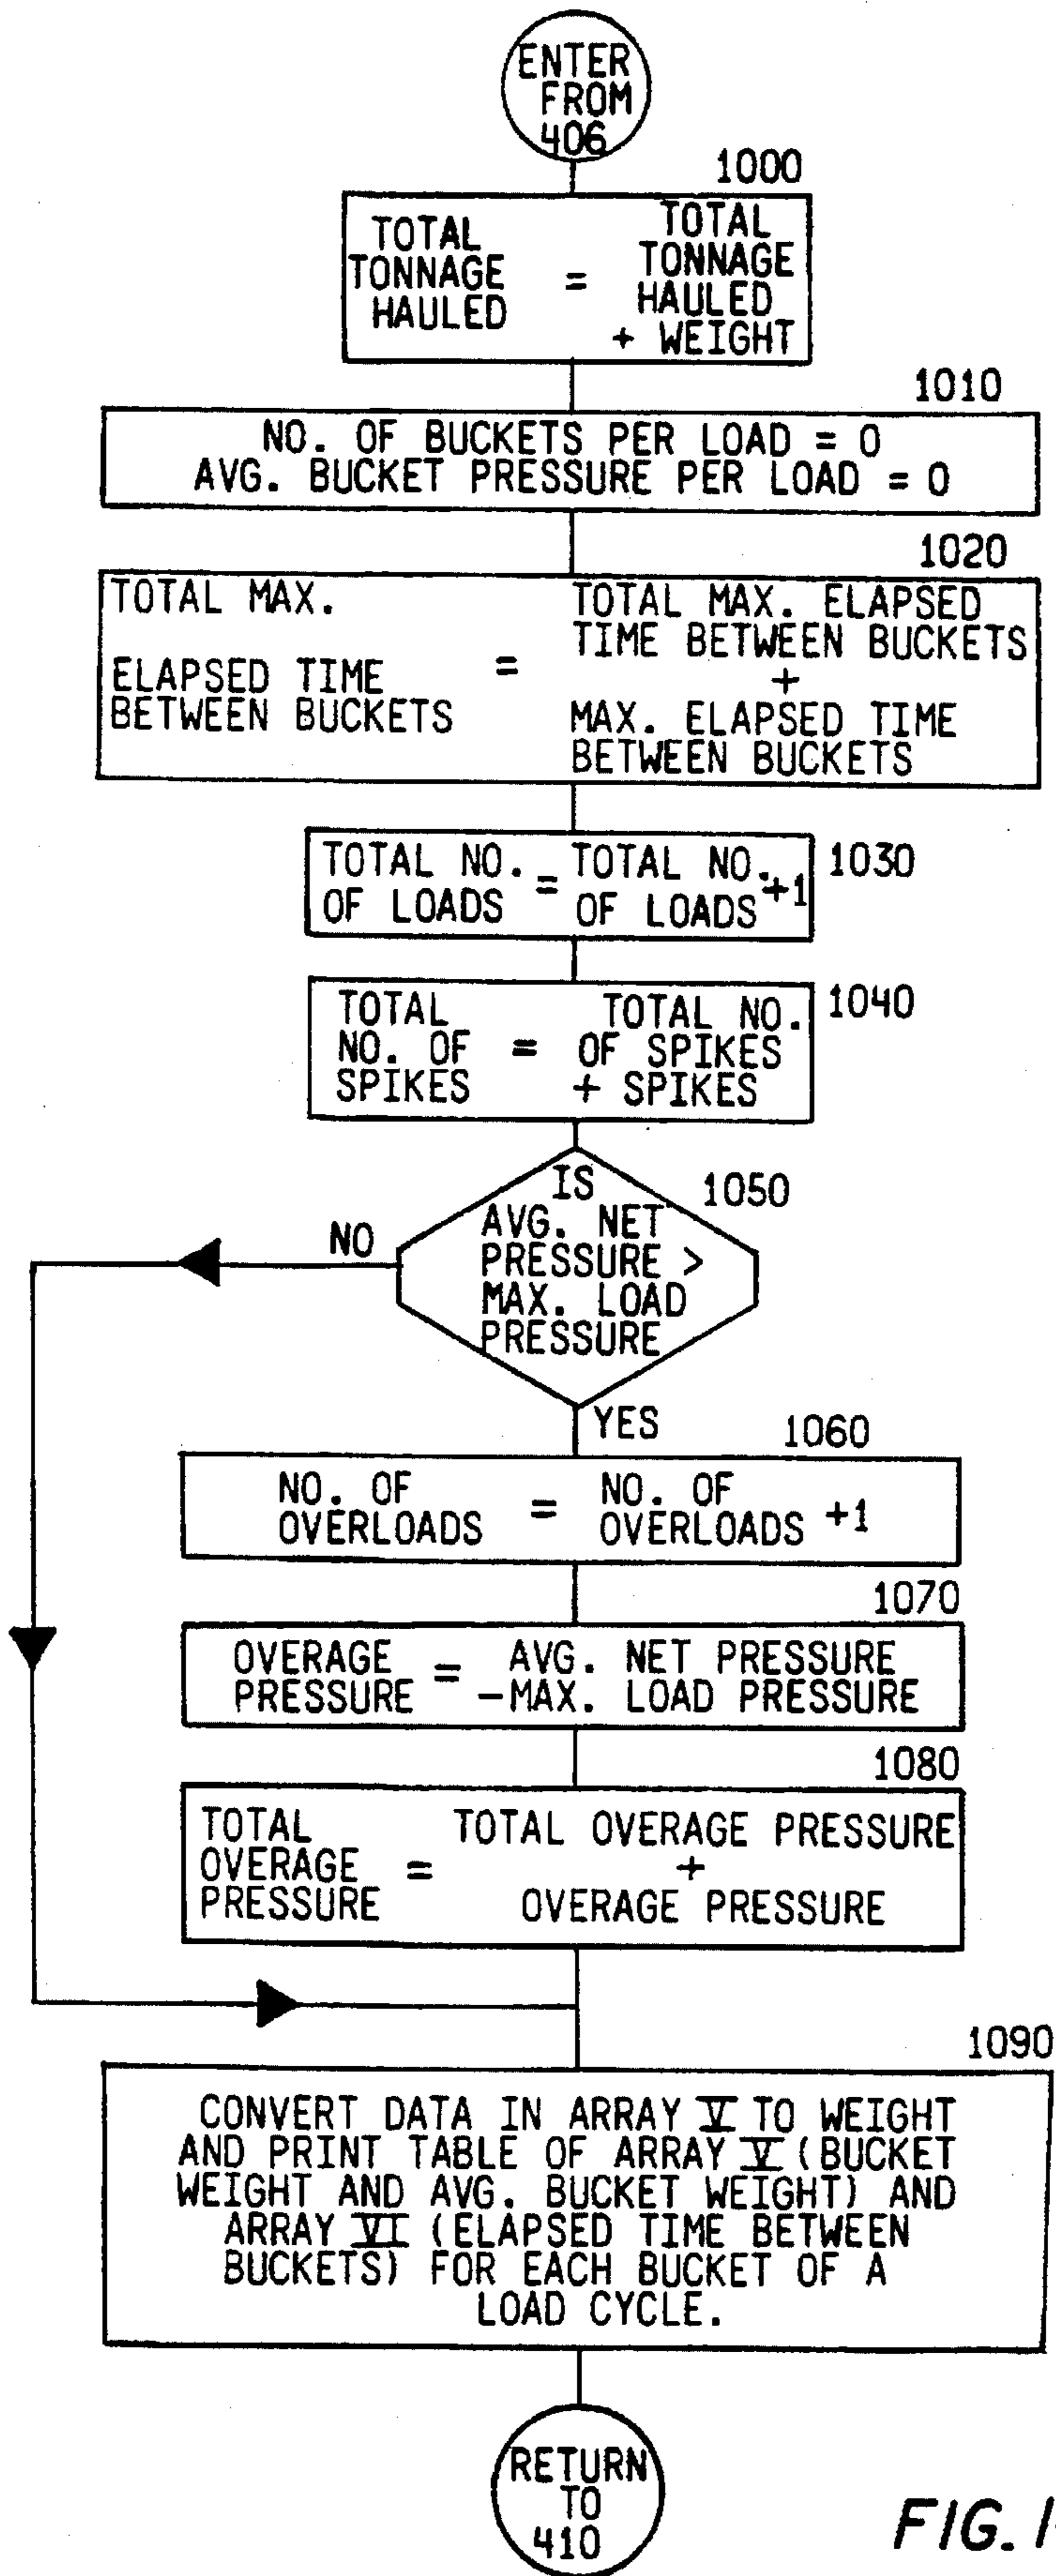 ENTER
FROM
406
1000
TOTAL
TONNAGE
HAULED
=
TOTAL
TONNAGE
HAULED
+ WEIGHT
1010
NO. OF BUCKETS PER LOAD = 0
AVG. BUCKET PRESSURE PER LOAD = 0
1020
TOTAL MAX.
ELAPSED TIME
BETWEEN BUCKETS
=
TOTAL MAX. ELAPSED
TIME BETWEEN BUCKETS
+
MAX. ELAPSED TIME
BETWEEN BUCKETS
1030
TOTAL NO.
OF LOADS
=
TOTAL NO.
OF LOADS
+1
1040
TOTAL
NO. OF
SPIKES
=
TOTAL NO.
OF SPIKES
+ SPIKES
1050
IS
AVG. NET
PRESSURE >
MAX. LOAD
PRESSURE
NO
YES
1060
NO. OF
OVERLOADS
=
NO. OF
OVERLOADS
+1
1070
OVERAGE
PRESSURE
=
AVG. NET PRESSURE
-MAX. LOAD PRESSURE
1080
TOTAL
OVERAGE
PRESSURE
=
TOTAL OVERAGE PRESSURE
+
OVERAGE PRESSURE
1090
CONVERT DATA IN ARRAY V TO WEIGHT
AND PRINT TABLE OF ARRAY V (BUCKET
WEIGHT AND AVG. BUCKET WEIGHT) AND
ARRAY VI (ELAPSED TIME BETWEEN
BUCKETS) FOR EACH BUCKET OF A
LOAD CYCLE.
RETURN
TO
410
FIG.